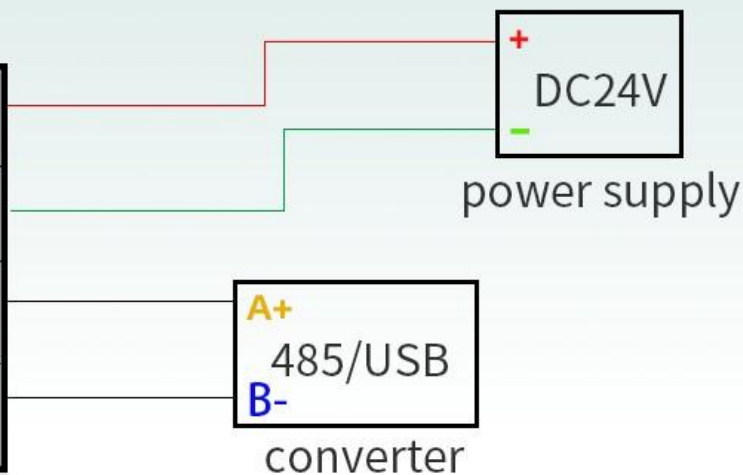 +
DC24V
-
power supply
A+
485/USB
B-
converter